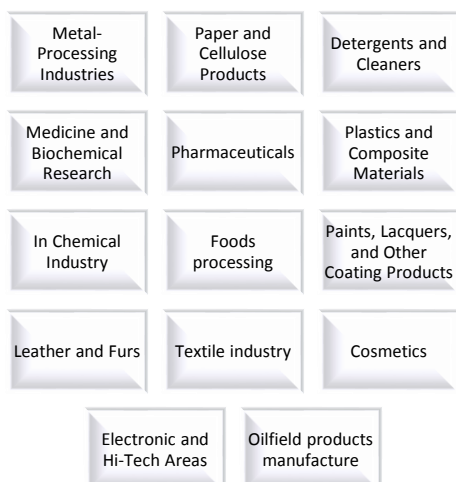 Metal-
Processing
Industries
Paper and
Cellulose
Products
Detergents and
Cleaners
Medicine and
Biochemical
Research
Pharmaceuticals
Plastics and
Composite
Materials
In Chemical
Industry
Foods
processing
Paints, Lacquers,
and Other
Coating Products
Leather and Furs
Textile industry
Cosmetics
Electronic and
Hi-Tech Areas
Oilfield products
manufacture